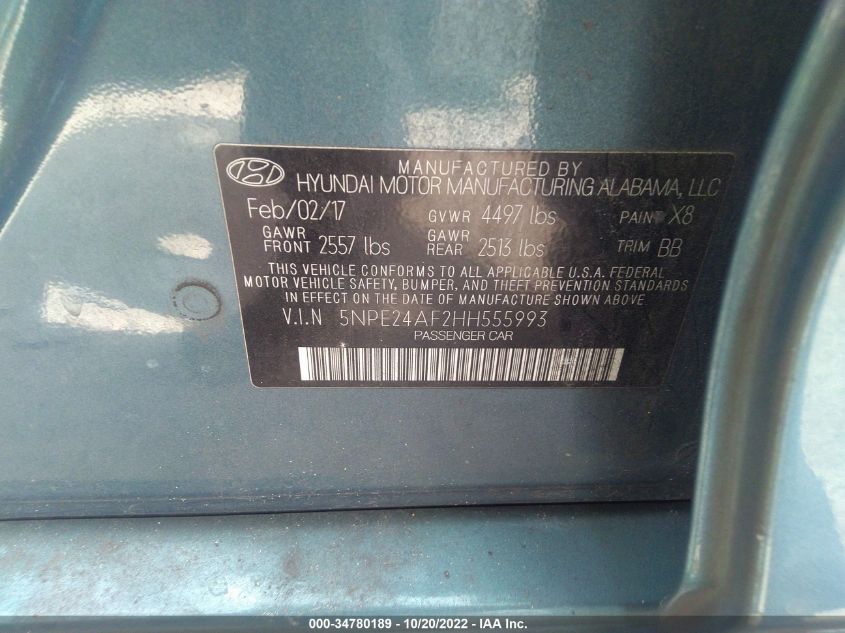 MANUFACTURED BY
HYUNDAI MOTOR MANUFACTURING ALABAMA, LLC
Feb/02/17 GVWR 4497 lbs PAINT X8
GAWR FRONT 2557 lbs GAWR REAR 2513 lbs TRIM BB
THIS VEHICLE CONFORMS TO ALL APPLICABLE U.S.A. FEDERAL
MOTOR VEHICLE SAFETY, BUMPER, AND THEFT PREVENTION STANDARDS
IN EFFECT ON THE DATE OF MANUFACTURE SHOWN ABOVE.
V.I.N 5NPE24AF2HH555993
PASSENGER CAR
000-34780189 - 10/20/2022 - IAA Inc.